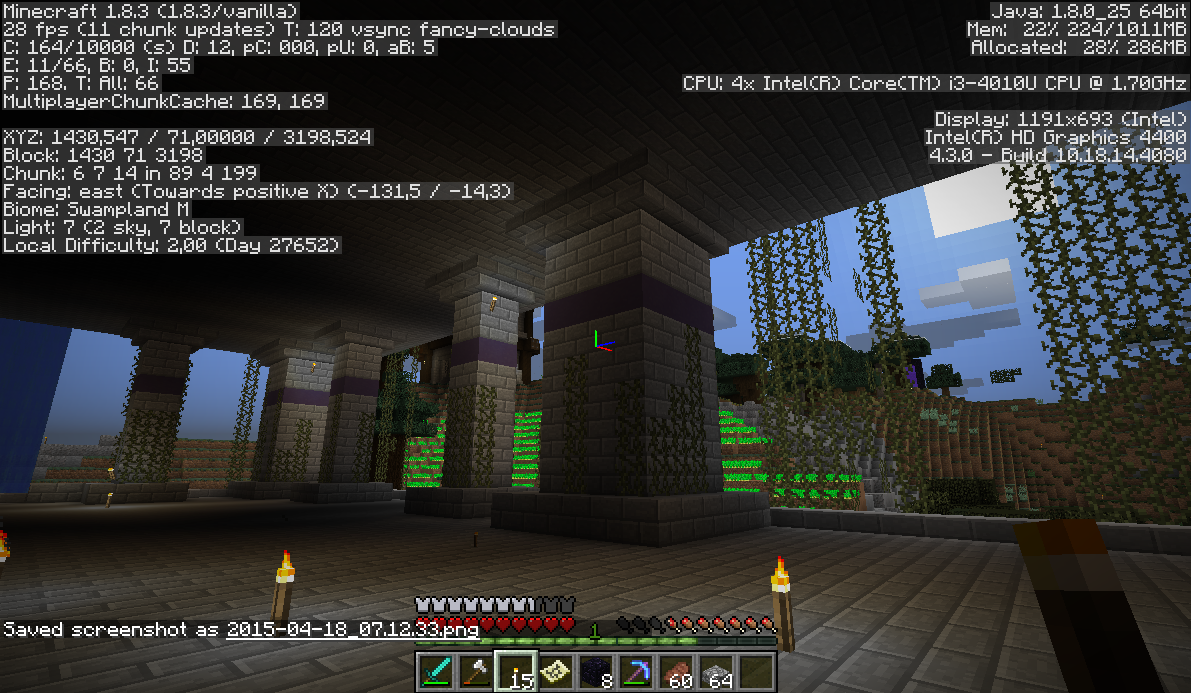 Minecraft 1.8.3 (1.8.3/vanilla)
28 fps (11 chunk updates) T: 120 vsync fancy-clouds
C: 164/10000 (s) D: 12, pC: 000, pU: 0, aB: 5
E: 11/66, B: 0, I: 55
P: 168. T: All: 66
MultiplayerChunkCache: 169, 169
XYZ: 1430,547 / 71,00000 / 3198,524
Block: 1430 71 3198
Chunk: 6 7 14 in 89 4 199
Facing: east (Towards positive X) (-131,5 / -14,3)
Biome: Swampland M
Light: 7 (2 sky, 7 block)
Local Difficulty: 2,00 (Day 27652)
Java: 1.8.0_25 64bit
Mem: 22% 224/1011MB
Allocated: 28% 286MB
CPU: 4x Intel(R) Core(TM) i3-4010U CPU @ 1.70GHz
Display: 1191x693 (Intel)
Intel(R) HD Graphics 4400
4.3.0 - Build 10.18.14.4080
Saved screenshot as 2015-04-18_07.12.33.png
1
15 8 60 64